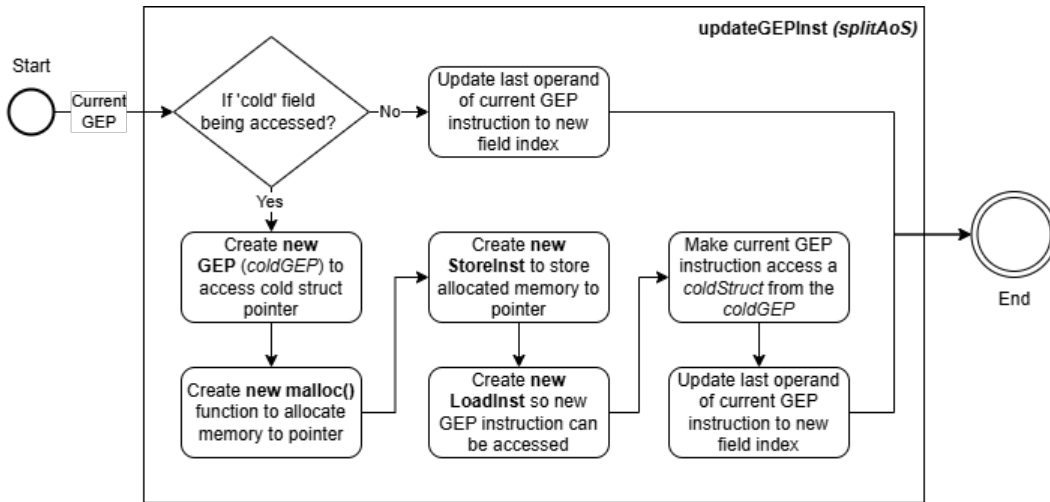 updateGEPInst (splitAoS)
Start
Current
GEP
If 'cold' field
being accessed?
No
Update last operand
of current GEP
instruction to new
field index
Yes
Create new
GEP (coldGEP) to
access cold struct
pointer
Create new malloc()
function to allocate
memory to pointer
Create new
StoreInst to store
allocated memory to
pointer
Create new
LoadInst so new
GEP instruction can
be accessed
Make current GEP
instruction access a
coldStruct from the
coldGEP
Update last operand
of current GEP
instruction to new
field index
End